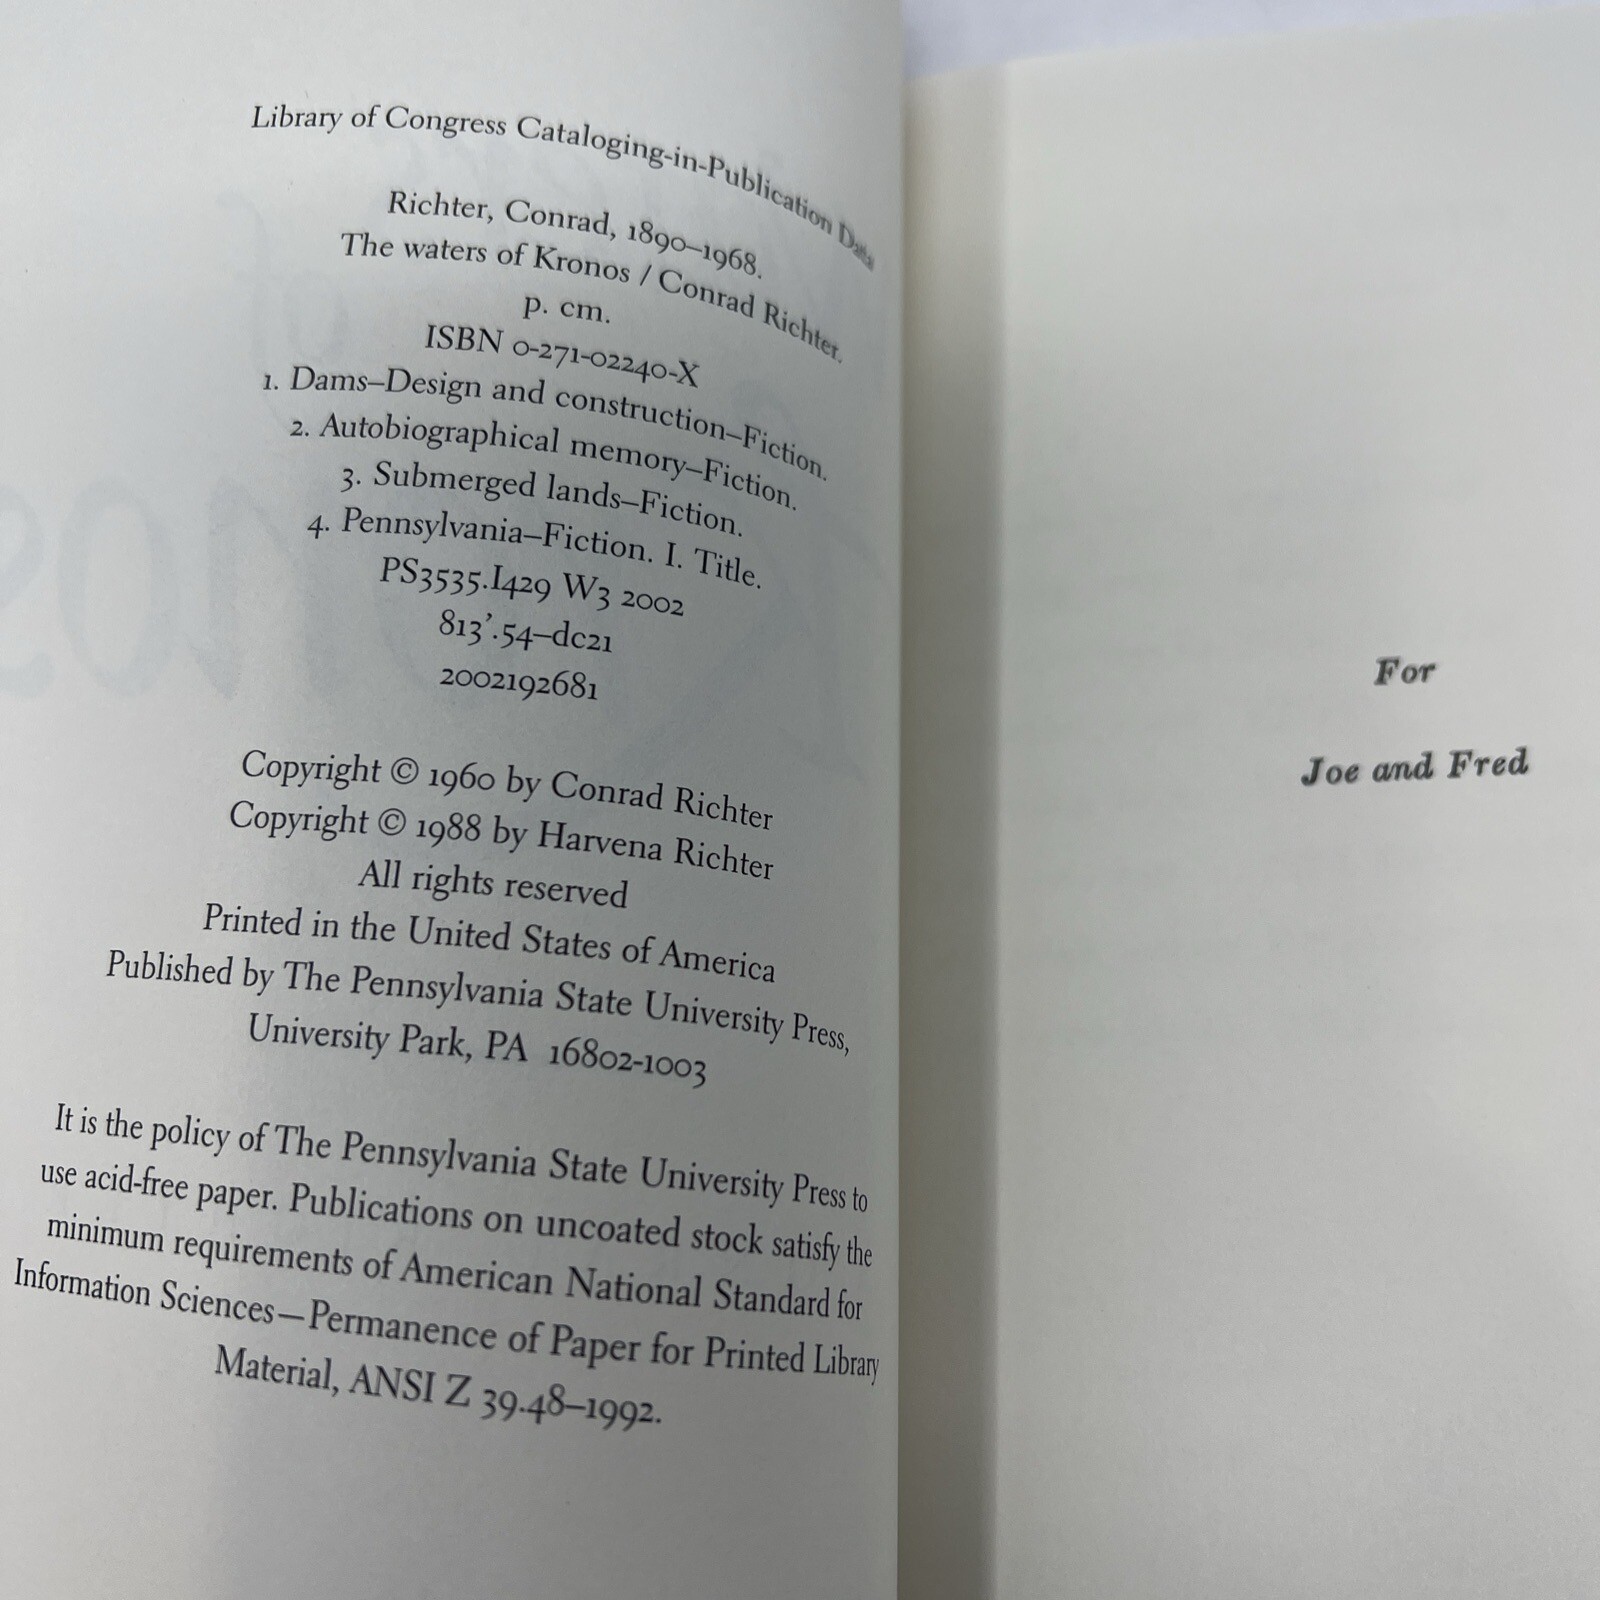 Library of Congress Cataloging-in-Publication Data
Richter, Conrad, 1890–1968.
The waters of Kronos / Conrad Richter.
p. cm.
ISBN 0-271-02240-X
1. Dams–Design and construction–Fiction.
2. Autobiographical memory–Fiction.
3. Submerged lands–Fiction.
4. Pennsylvania–Fiction. I. Title.
PS3535.I429 W3 2002
813'.54–dc21
2002192681
Copyright © 1960 by Conrad Richter
Copyright © 1988 by Harvena Richter
All rights reserved
Printed in the United States of America
Published by The Pennsylvania State University Press,
University Park, PA 16802-1003
It is the policy of The Pennsylvania State University Press to
use acid-free paper. Publications on uncoated stock satisfy the
minimum requirements of American National Standard for
Information Sciences—Permanence of Paper for Printed Library
Material, ANSI Z 39.48–1992.
For
Joe and Fred